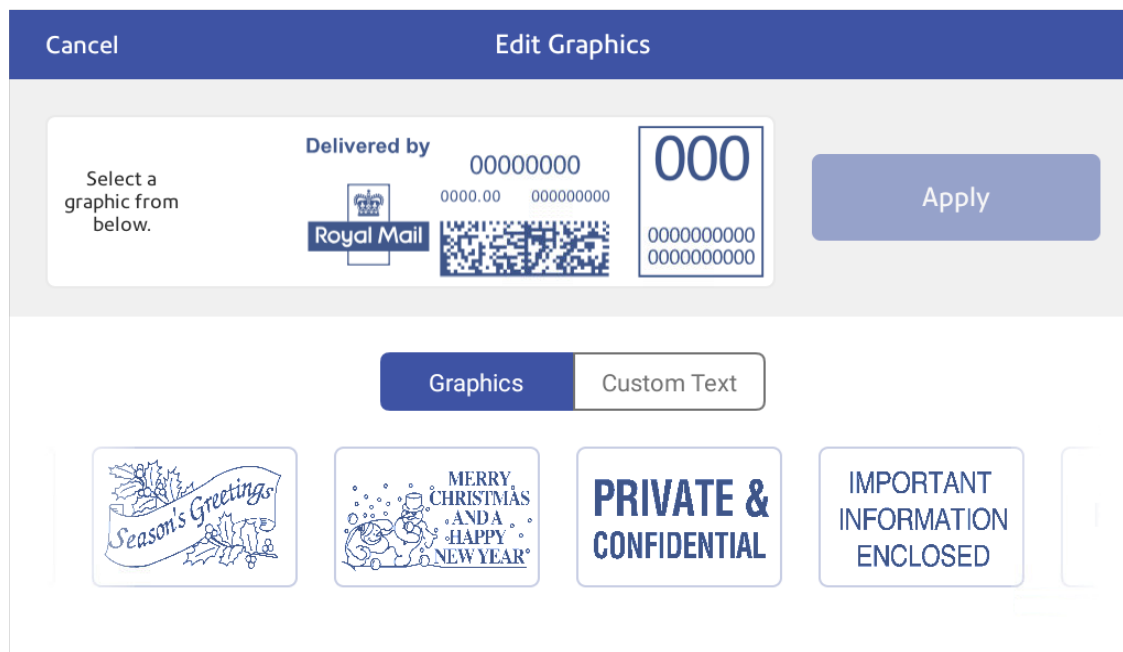 Cancel
Edit Graphics
Select a
graphic from
below.
Delivered by
Royal Mail
00000000
0000.00 000000000
000
0000000000
0000000000
Apply
Graphics
Custom Text
Season's Greetings
MERRY
CHRISTMAS
AND A
HAPPY
NEW YEAR
PRIVATE &
CONFIDENTIAL
IMPORTANT
INFORMATION
ENCLOSED